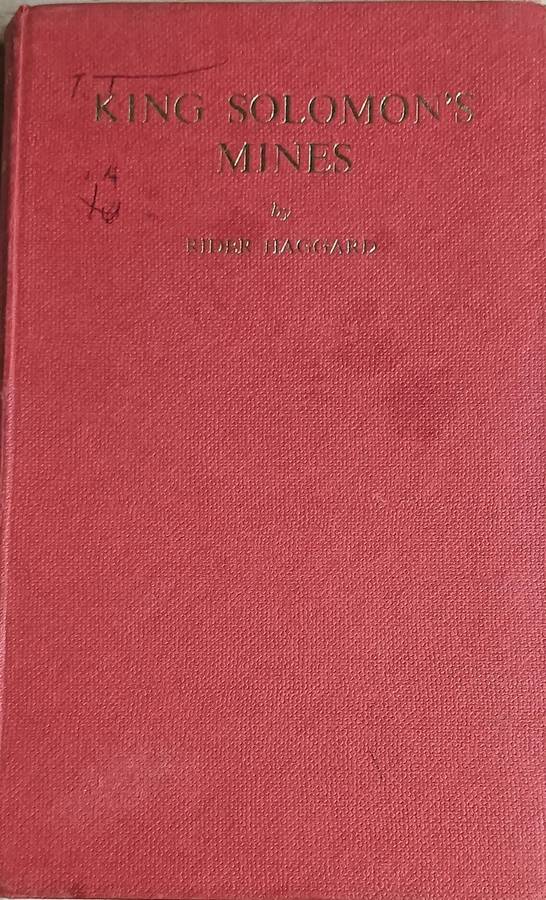 KING SOLOMON'S
MINES
by
RIDER HAGGARD